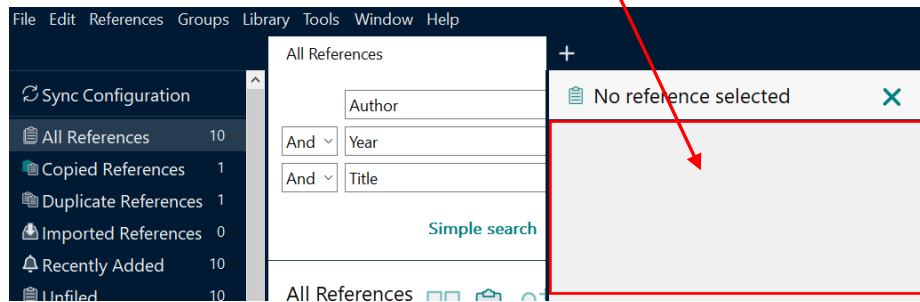 File Edit References Groups Library Tools Window Help
All References
+
Sync Configuration
No reference selected
Author
All References 10
And Year
Copied References 1
And Title
Duplicate References 1
Imported References 0
Simple search
Recently Added 10
Unfiled 10
All References